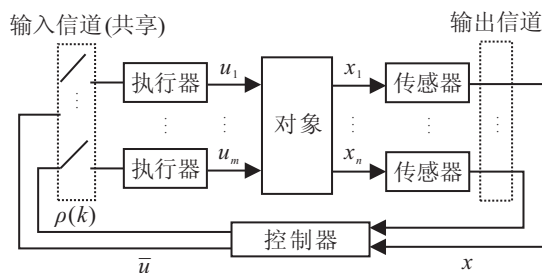 输入信道(共享)
输出信道
执行器
u₁
对象
x₁
传感器
⋮
⋮
⋮
⋮
⋮
⋮
执行器
uₘ
xₙ
传感器
ρ(k)
控制器
ū
x